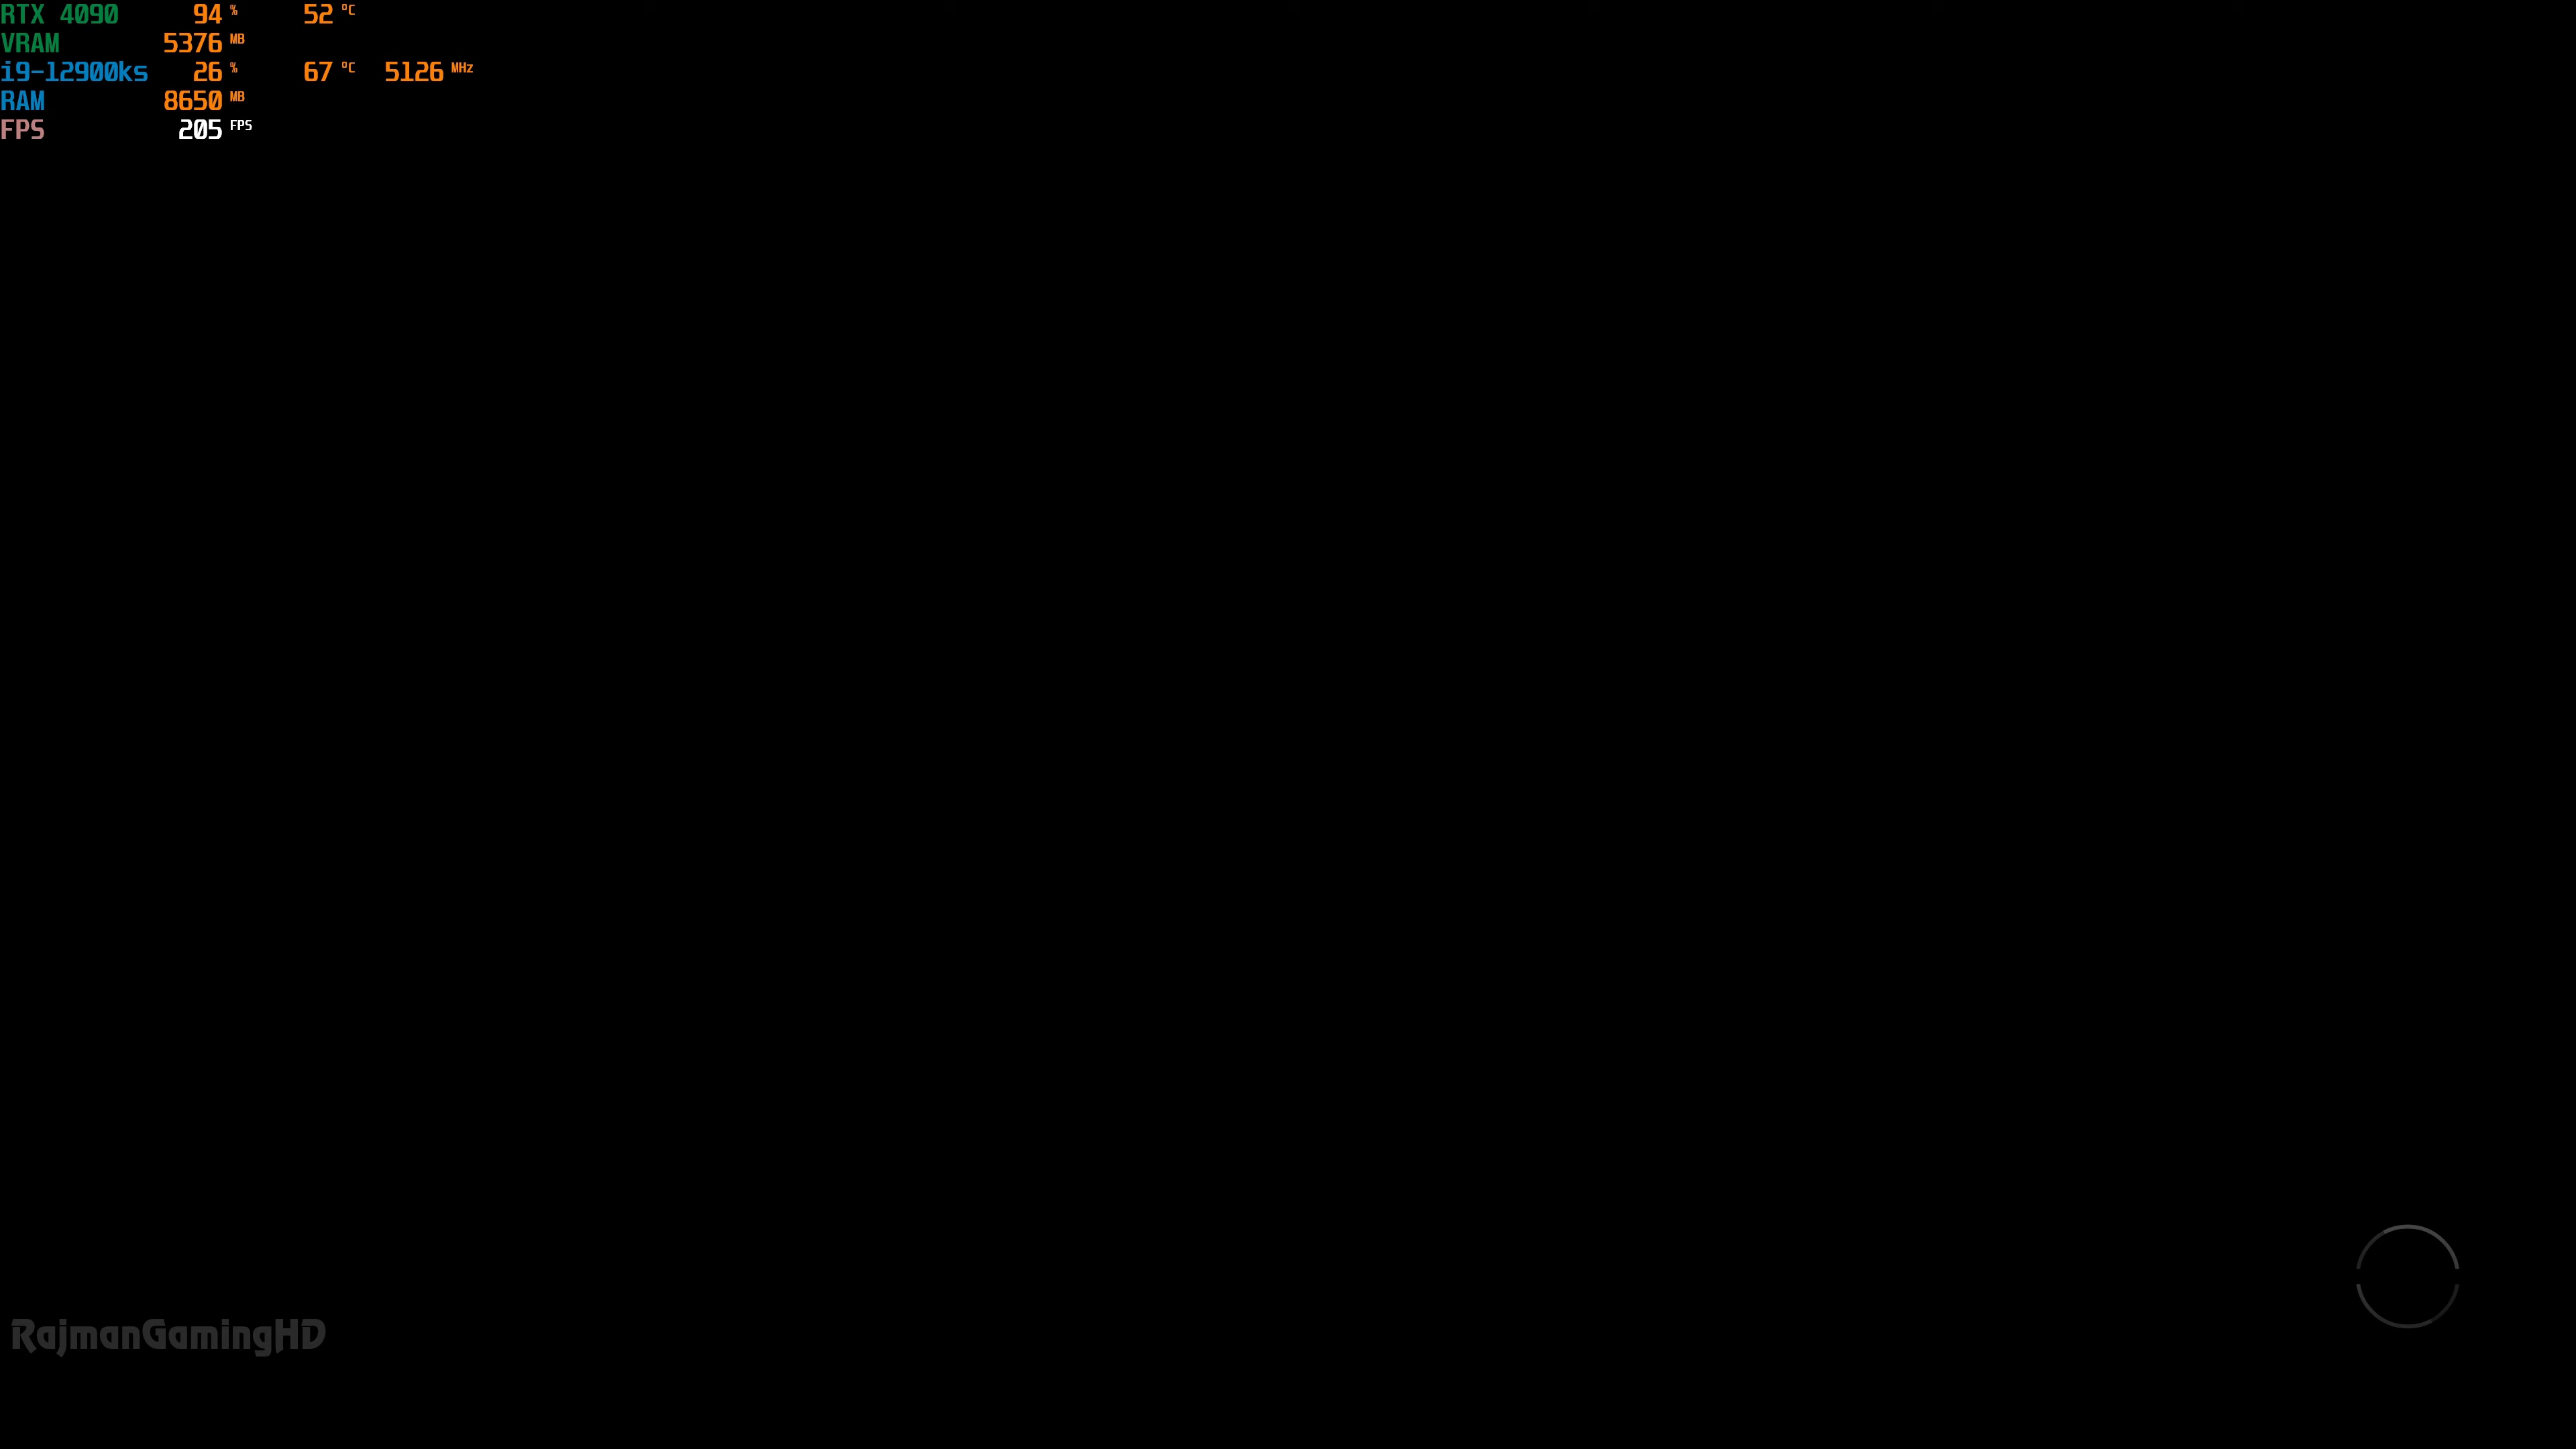 RTX 4090 94 % 52 °C
VRAM 5376 MB
i9-12900ks 26 % 67 °C 5126 MHz
RAM 8650 MB
FPS 205 FPS
RajmanGamingHD